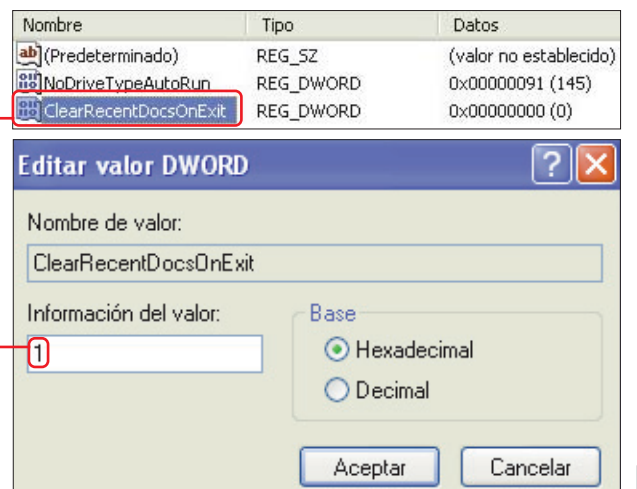 Nombre Tipo Datos
(Predeterminado) REG_SZ (valor no establecido)
NoDriveTypeAutoRun REG_DWORD 0x00000091 (145)
ClearRecentDocsOnExit REG_DWORD 0x00000000 (0)
Editar valor DWORD
Nombre de valor:
ClearRecentDocsOnExit
Información del valor:
1
Base
Hexadecimal
Decimal
Aceptar Cancelar